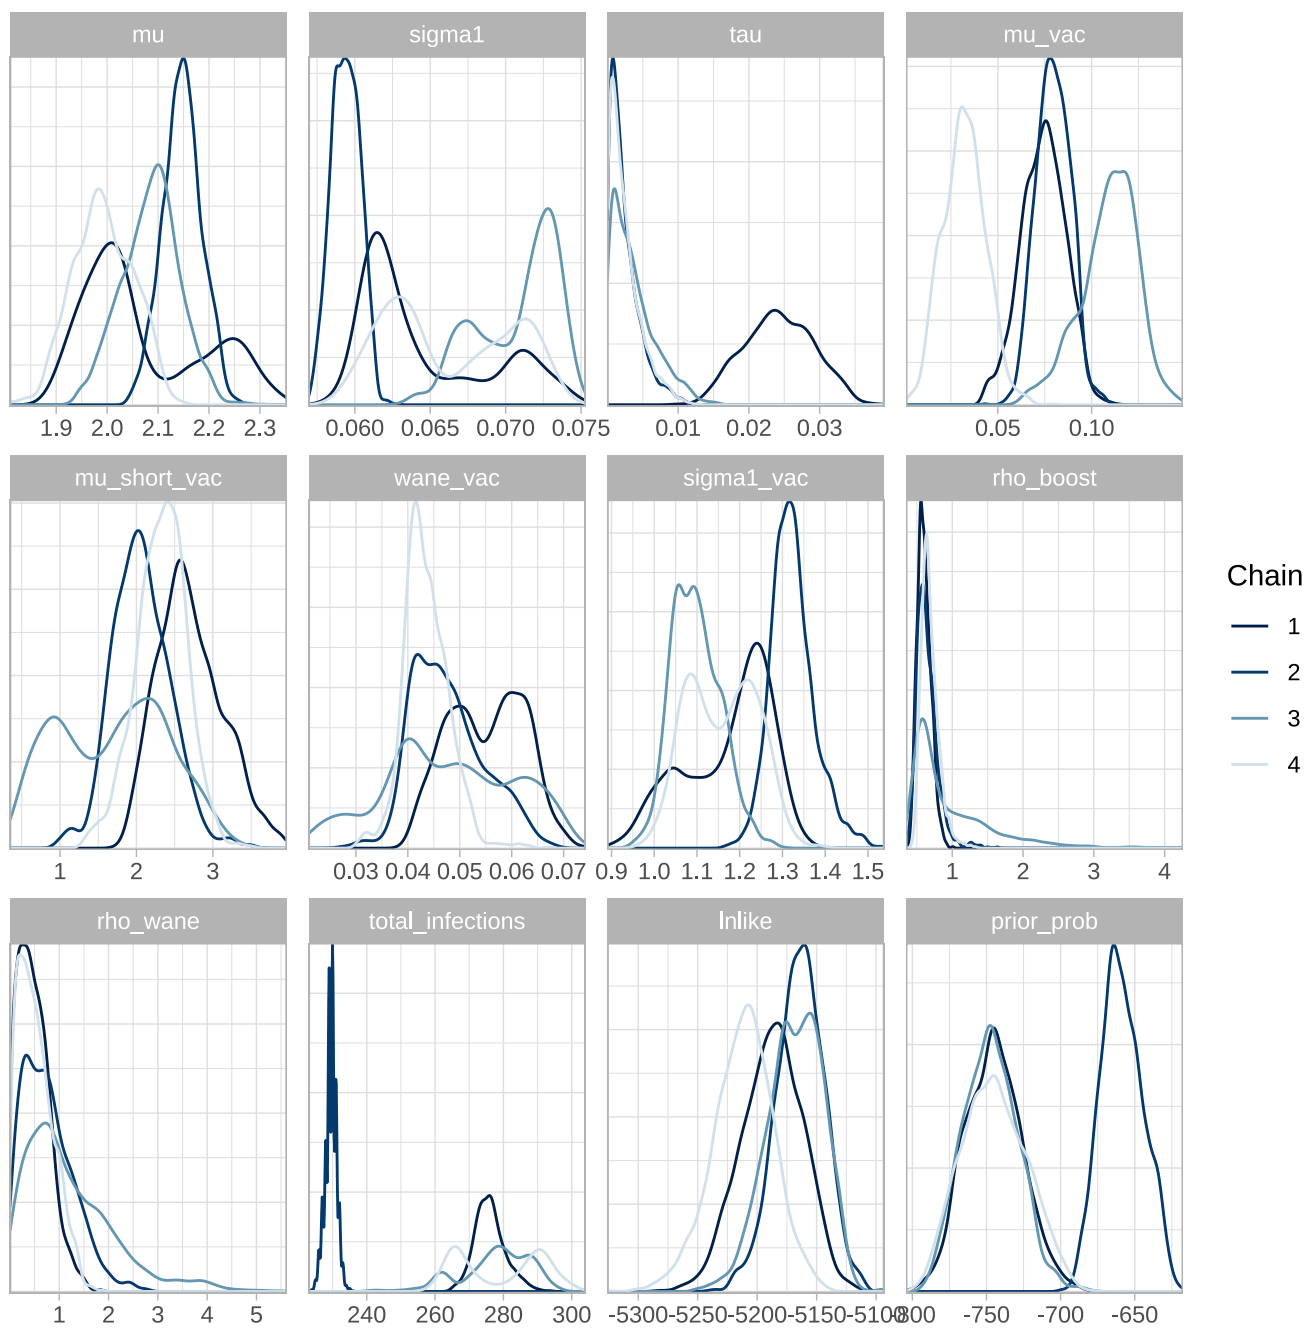 mu sigma1 tau mu_vac
1.9 2.0 2.1 2.2 2.3 0.060 0.065 0.070 0.075 0.01 0.02 0.03 0.05 0.10
mu_short_vac wane_vac sigma1_vac rho_boost
1 2 3 0.03 0.04 0.05 0.06 0.07 0.9 1.0 1.1 1.2 1.3 1.4 1.5 1 2 3 4
Chain
1
2
3
4
rho_wane total_infections lnlike prior_prob
1 2 3 4 5 240 260 280 300 -5300 -5250 -5200 -5150 -5100 -800 -750 -700 -650